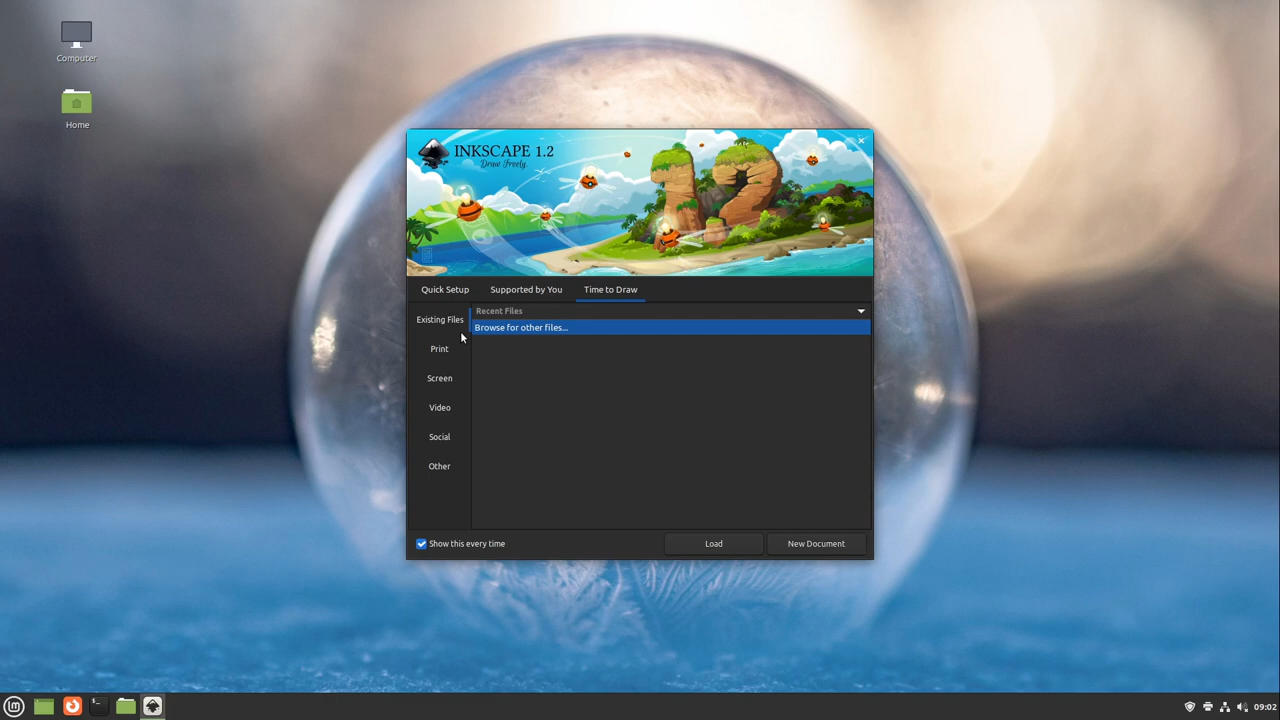 Computer
Home
INKSCAPE 1.2
Draw Freely.
Quick Setup
Supported by You
Time to Draw
Existing Files
Print
Screen
Video
Social
Other
Recent Files
Browse for other files...
Show this every time
Load
New Document
09:02